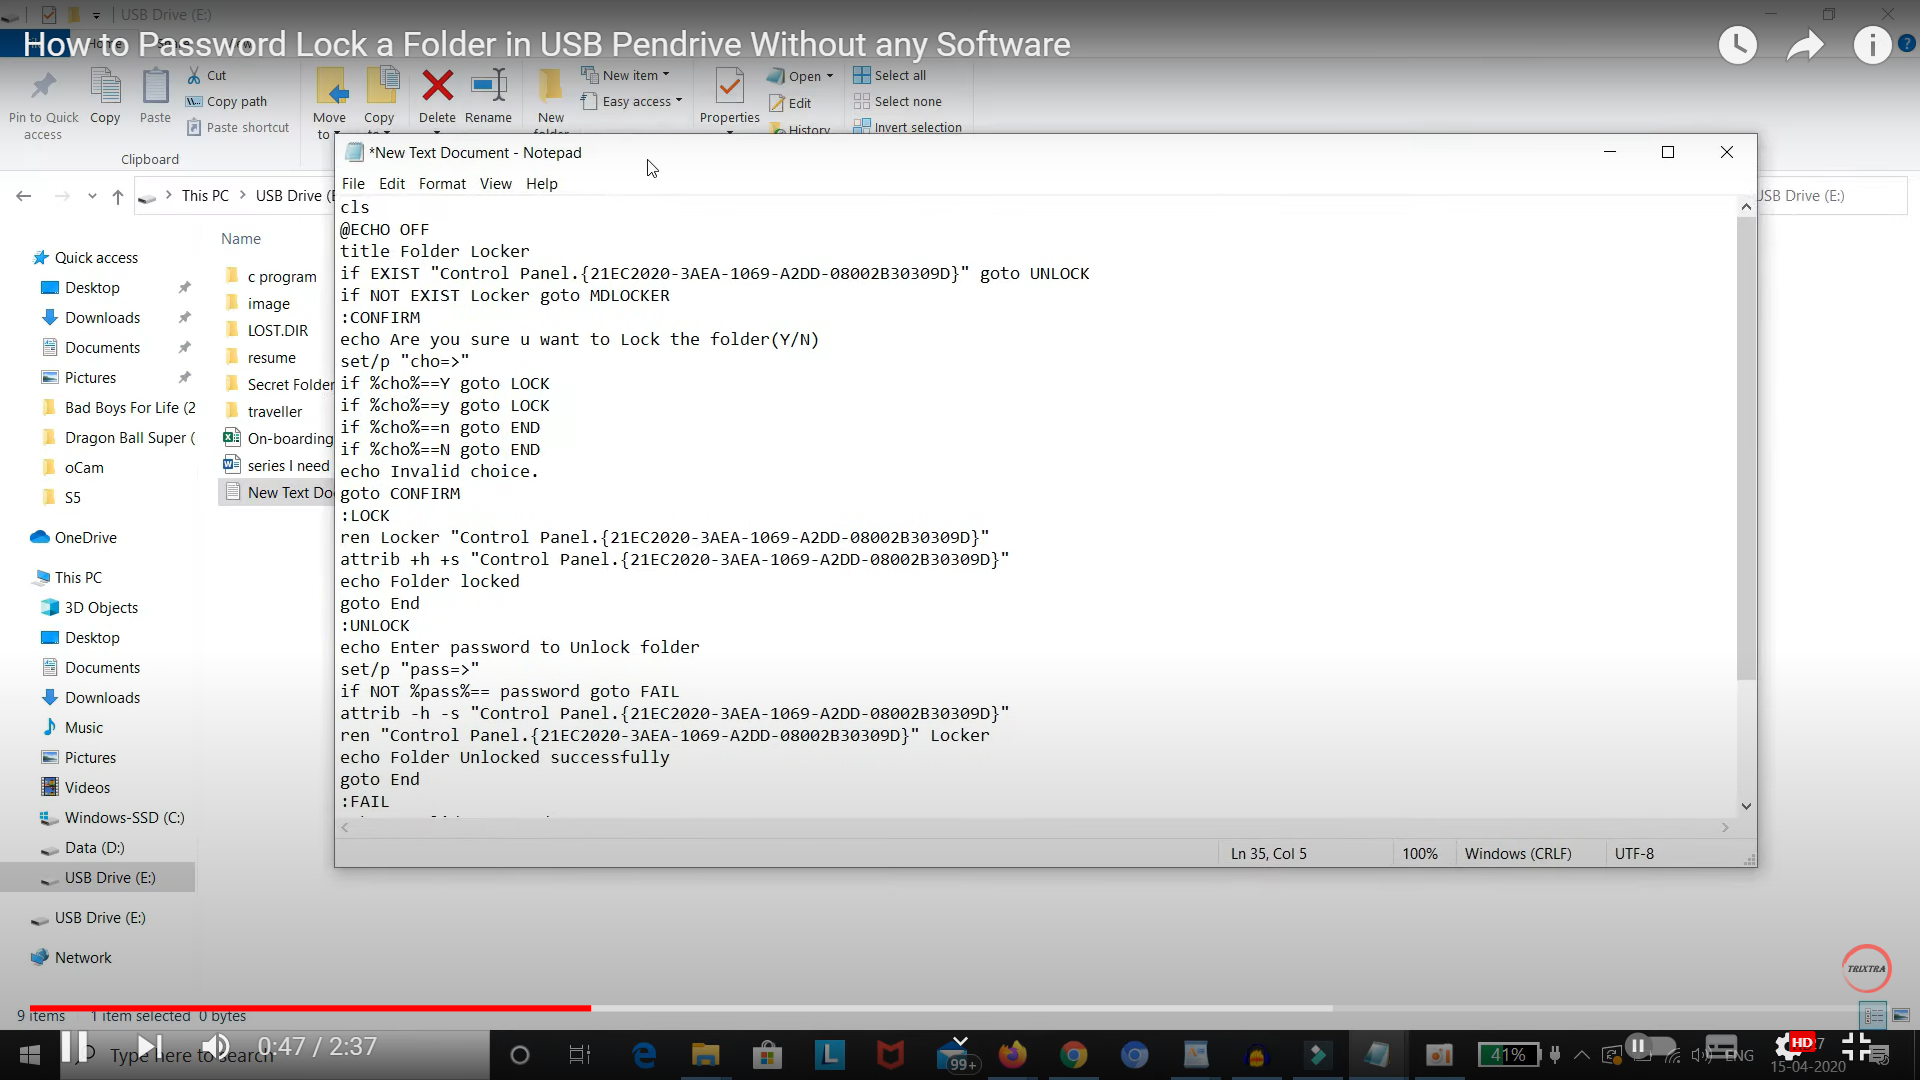 USB Drive (E:)
How to Password Lock a Folder in USB Pendrive Without any Software
Pin to Quick access
Copy
Paste
Cut
Copy path
Paste shortcut
Clipboard
Move to
Copy to
Delete
Rename
New folder
New item
Easy access
Properties
Open
Edit
History
Select all
Select none
Invert selection
*New Text Document - Notepad
File Edit Format View Help
This PC > USB Drive (E
USB Drive (E:)
cls
@ECHO OFF
title Folder Locker
if EXIST "Control Panel.{21EC2020-3AEA-1069-A2DD-08002B30309D}" goto UNLOCK
if NOT EXIST Locker goto MDLOCKER
:CONFIRM
echo Are you sure u want to Lock the folder(Y/N)
set/p "cho=>"
if %cho%==Y goto LOCK
if %cho%==y goto LOCK
if %cho%==n goto END
if %cho%==N goto END
echo Invalid choice.
goto CONFIRM
:LOCK
ren Locker "Control Panel.{21EC2020-3AEA-1069-A2DD-08002B30309D}"
attrib +h +s "Control Panel.{21EC2020-3AEA-1069-A2DD-08002B30309D}"
echo Folder locked
goto End
:UNLOCK
echo Enter password to Unlock folder
set/p "pass=>"
if NOT %pass%== password goto FAIL
attrib -h -s "Control Panel.{21EC2020-3AEA-1069-A2DD-08002B30309D}"
ren "Control Panel.{21EC2020-3AEA-1069-A2DD-08002B30309D}" Locker
echo Folder Unlocked successfully
goto End
:FAIL
Ln 35, Col 5
100%
Windows (CRLF)
UTF-8
Quick access
Desktop
Downloads
Documents
Pictures
Bad Boys For Life (2
Dragon Ball Super (
oCam
S5
OneDrive
This PC
3D Objects
Desktop
Documents
Downloads
Music
Pictures
Videos
Windows-SSD (C:)
Data (D:)
USB Drive (E:)
USB Drive (E:)
Network
Name
c program
image
LOST.DIR
resume
Secret Folder
traveller
On-boarding
series I need
New Text Do
TRIXTRA
9 items 1 item selected 0 bytes
Type here to search
0:47 / 2:37
99+
41%
ENG
HD
15-04-2020